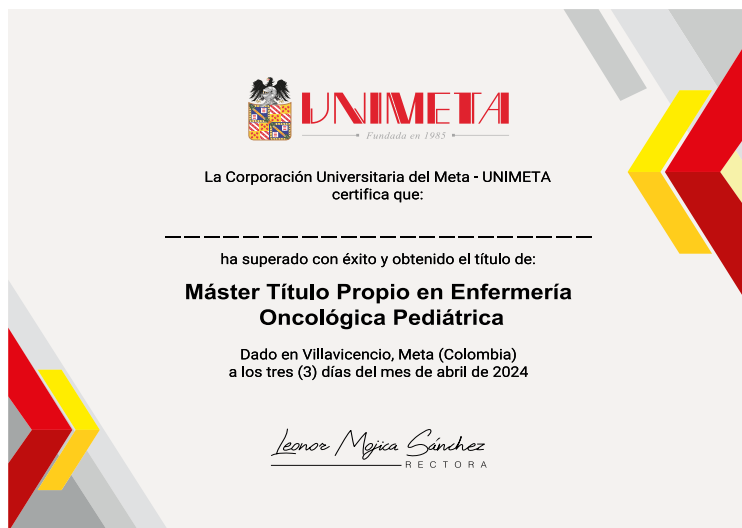 UNIMETA
Fundada en 1985
La Corporación Universitaria del Meta - UNIMETA
certifica que:
ha superado con éxito y obtenido el título de:
Máster Título Propio en Enfermería
Oncológica Pediátrica
Dado en Villavicencio, Meta (Colombia)
a los tres (3) días del mes de abril de 2024
Leonor Mojica Sánchez
RECTORA